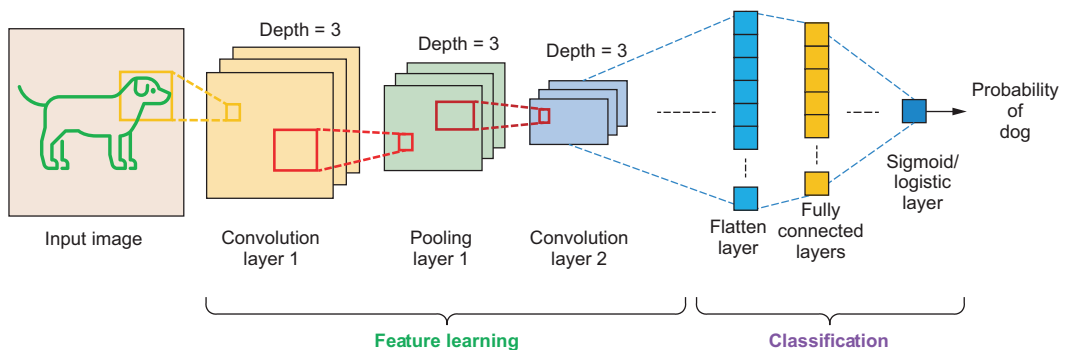 Depth = 3
Depth = 3
Depth = 3
Probability
of
dog
Sigmoid/
logistic
layer
Input image
Convolution
layer 1
Pooling
layer 1
Convolution
layer 2
Flatten
layer
Fully
connected
layers
Feature learning
Classification